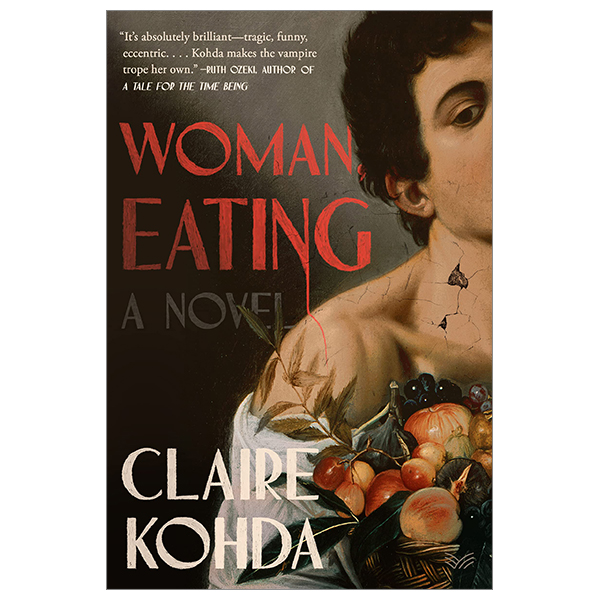 “It’s absolutely brilliant—tragic, funny,
eccentric. . . . Kohda makes the vampire
trope her own.” —RUTH OZEKI, AUTHOR OF
A TALE FOR THE TIME BEING
WOMAN,
EATING
A NOVEL
CLAIRE
KOHDA